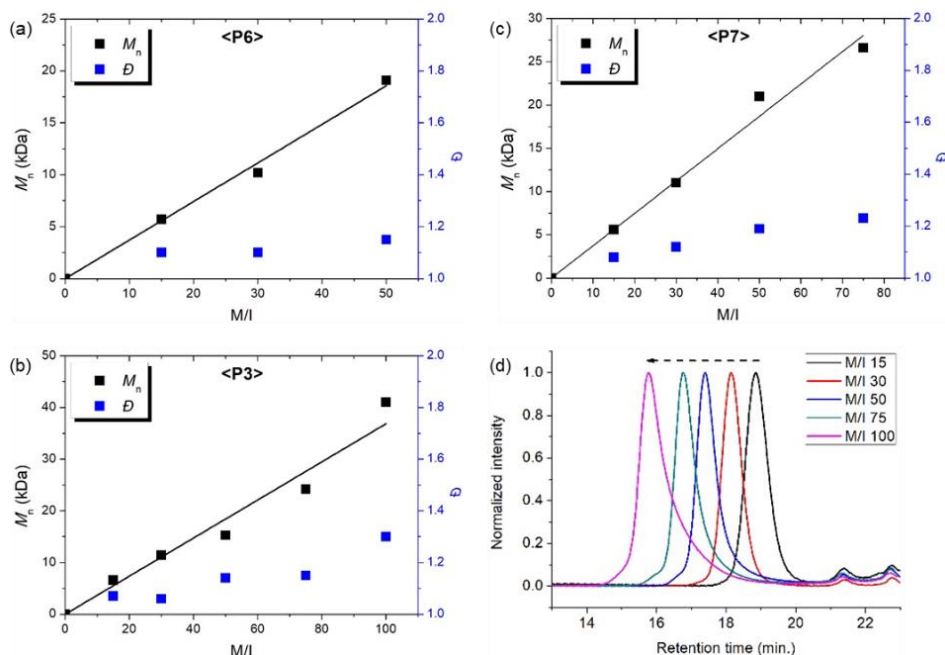 (a)
<P6>
Mn
Đ
25
20
15
10
5
0
2.0
1.8
1.6
1.4
1.2
1.0
Mn (kDa)
Đ
0 10 20 30 40 50
M/I
(c)
<P7>
Mn
Đ
30
25
20
15
10
5
0
2.0
1.8
1.6
1.4
1.2
1.0
Mn (kDa)
Đ
0 10 20 30 40 50 60 70 80
M/I
(b)
<P3>
Mn
Đ
50
40
30
20
10
0
2.0
1.8
1.6
1.4
1.2
1.0
Mn (kDa)
Đ
0 20 40 60 80 100
M/I
(d)
M/I 15
M/I 30
M/I 50
M/I 75
M/I 100
1.0
0.8
0.6
0.4
0.2
0.0
Normalized intensity
14 16 18 20 22
Retention time (min.)